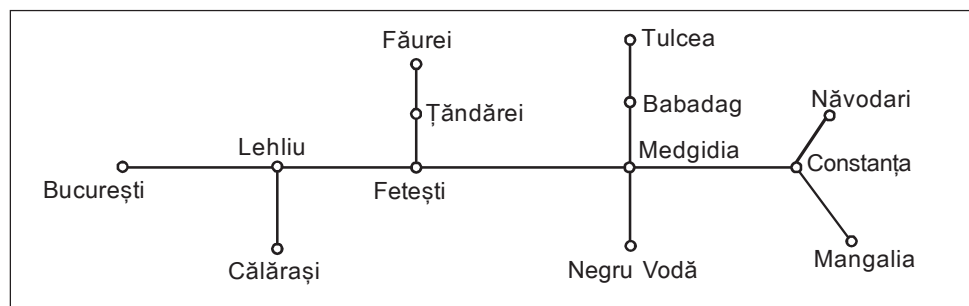 Făurei
Tulcea
Țăndărei
Babadag
Năvodari
Lehliu
Medgidia
Constanța
București
Fetești
Călărași
Negru Vodă
Mangalia